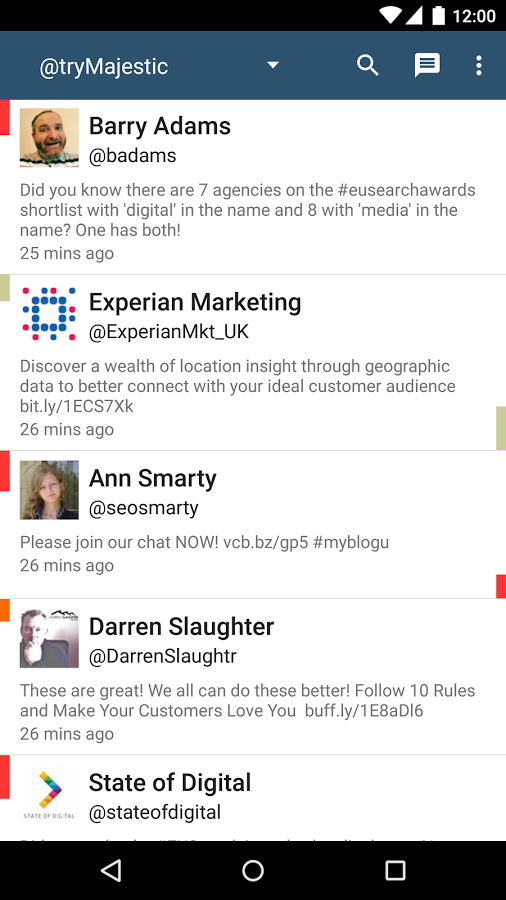 12:00
@tryMajestic
Barry Adams
@badams
Did you know there are 7 agencies on the #eusearchawards
shortlist with 'digital' in the name and 8 with 'media' in the
name? One has both!
25 mins ago
Experian Marketing
@ExperianMkt_UK
Discover a wealth of location insight through geographic
data to better connect with your ideal customer audience
bit.ly/1ECS7Xk
26 mins ago
Ann Smarty
@seosmarty
Please join our chat NOW! vcb.bz/gp5 #myblogu
26 mins ago
Darren Slaughter
@DarrenSlaughtr
These are great! We all can do these better! Follow 10 Rules
and Make Your Customers Love You  buff.ly/1E8aDl6
26 mins ago
State of Digital
@stateofdigital
STATE OF DIGITAL